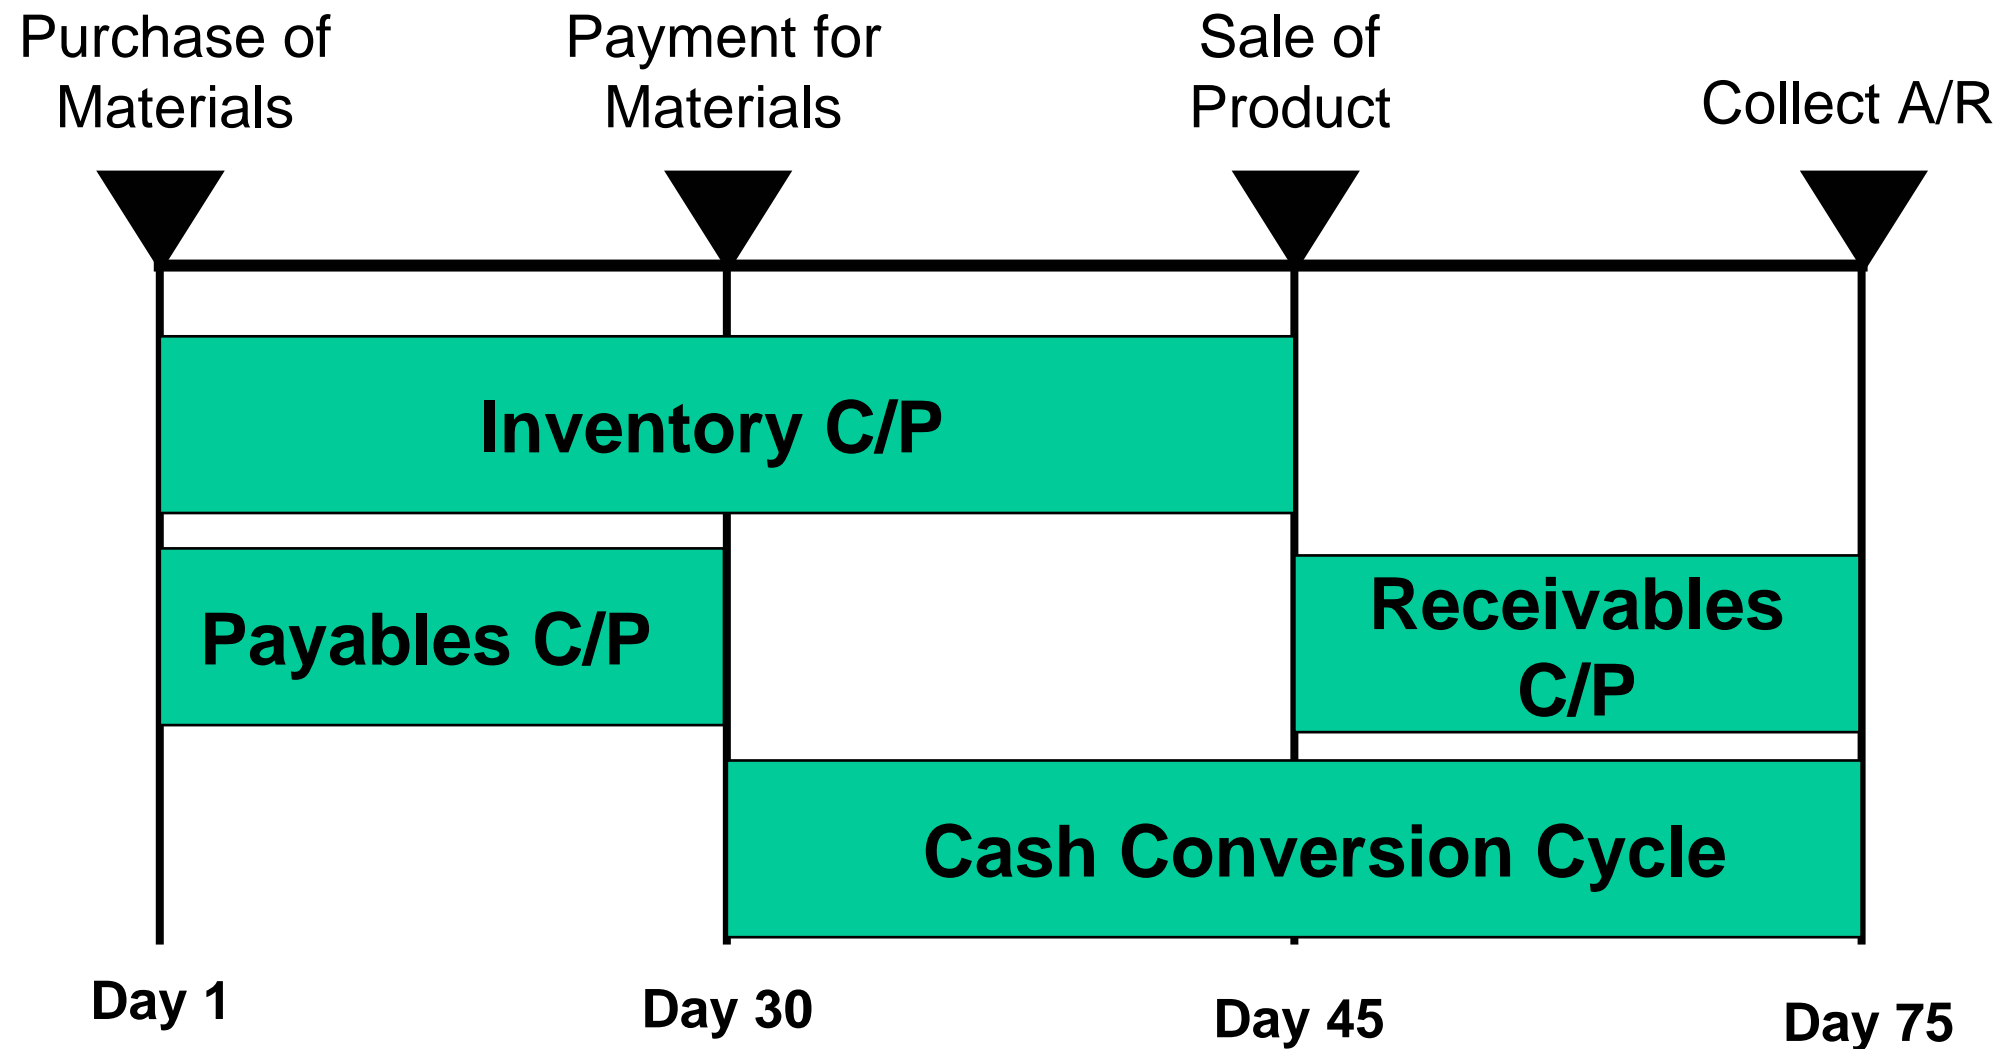 Purchase of
Materials
Payment for
Materials
Sale of
Product
Collect A/R
Inventory C/P
Payables C/P
Receivables
C/P
Cash Conversion Cycle
Day 1
Day 30
Day 45
Day 75